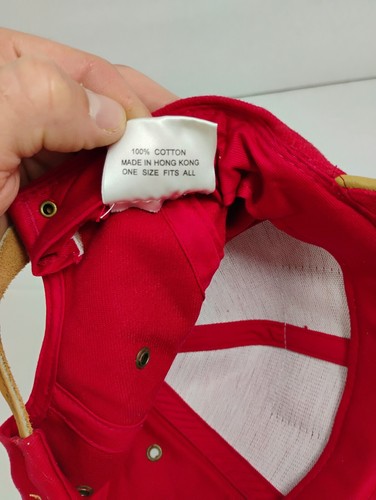 100% COTTON
MADE IN HONG KONG
ONE SIZE FITS ALL